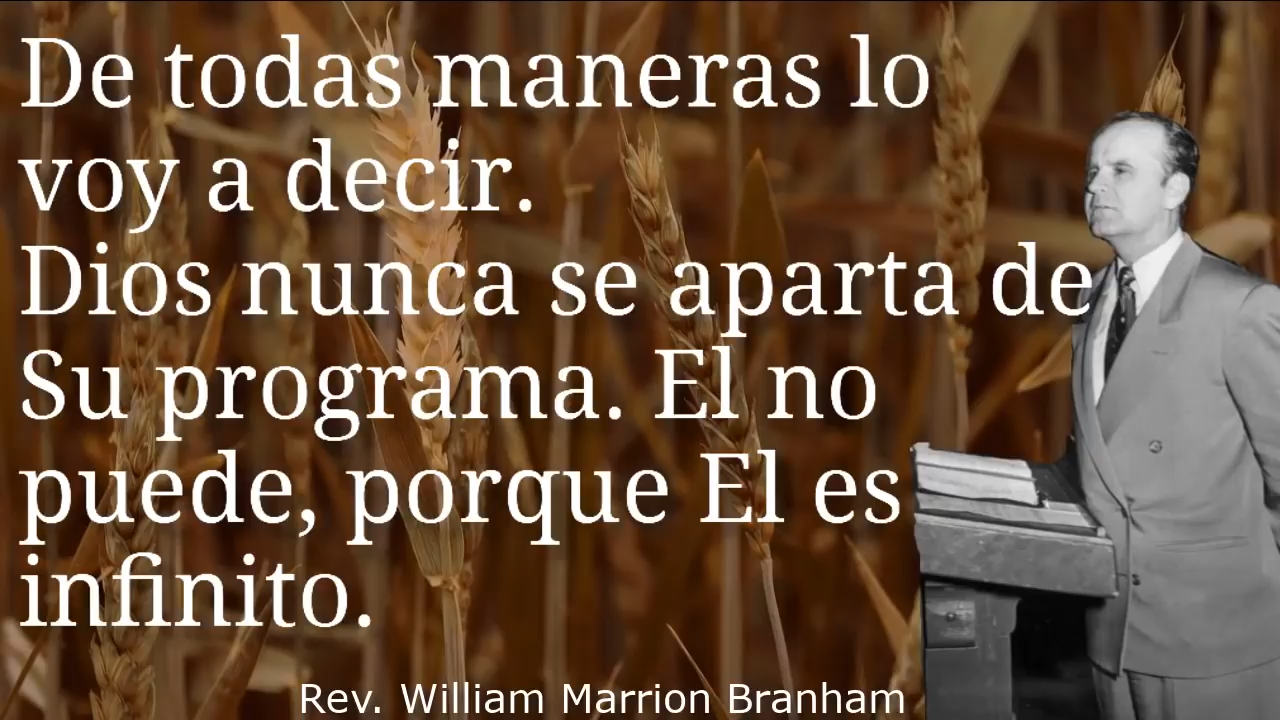 De todas maneras lo
voy a decir.
Dios nunca se aparta de
Su programa. El no
puede, porque El es
infinito.
Rev. William Marrion Branham